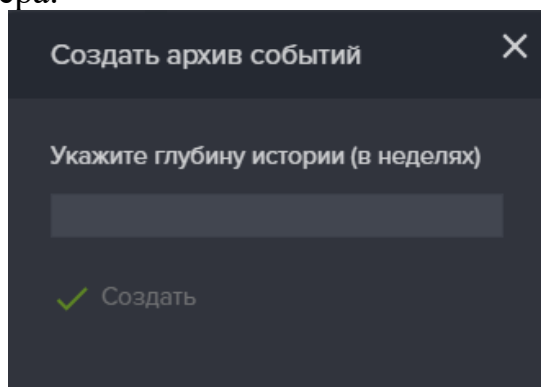 Создать архив событий
Укажите глубину истории (в неделях)
Создать